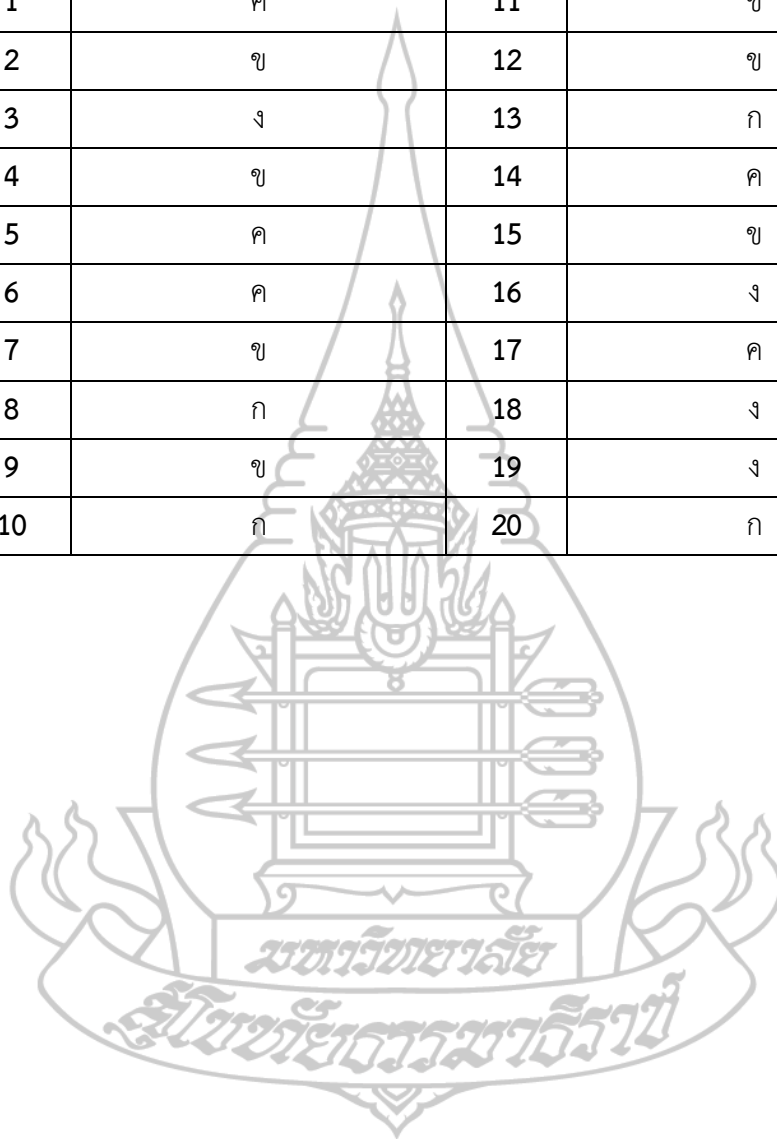 1 ค 11 ข
2 ข 12 ข
3 ง 13 ก
4 ข 14 ค
5 ค 15 ข
6 ค 16 ง
7 ข 17 ค
8 ก 18 ง
9 ข 19 ง
10 ก 20 ก
มหาวิทยาลัย
สุโขทัยธรรมาธิราช